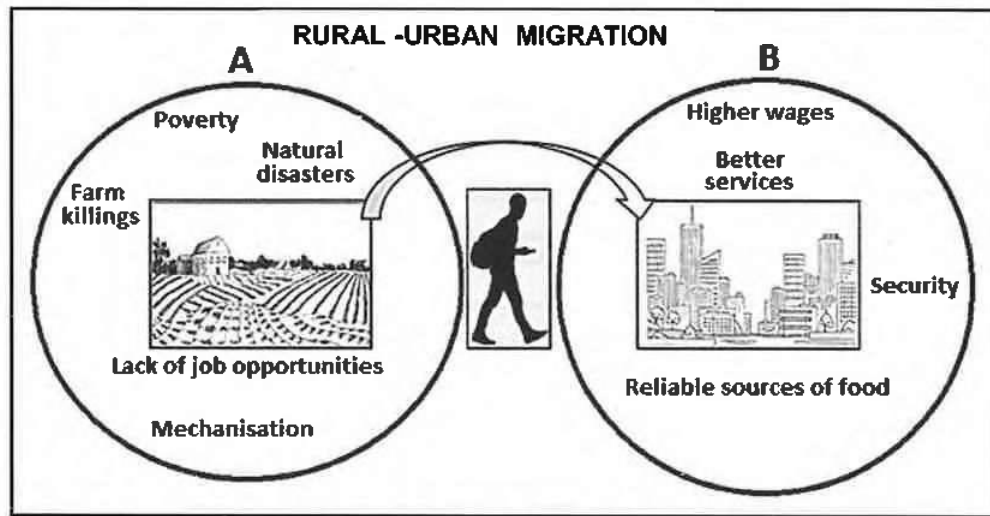 RURAL -URBAN MIGRATION
A
Poverty
Natural
disasters
Farm
killings
Lack of job opportunities
Mechanisation
B
Higher wages
Better
services
Security
Reliable sources of food